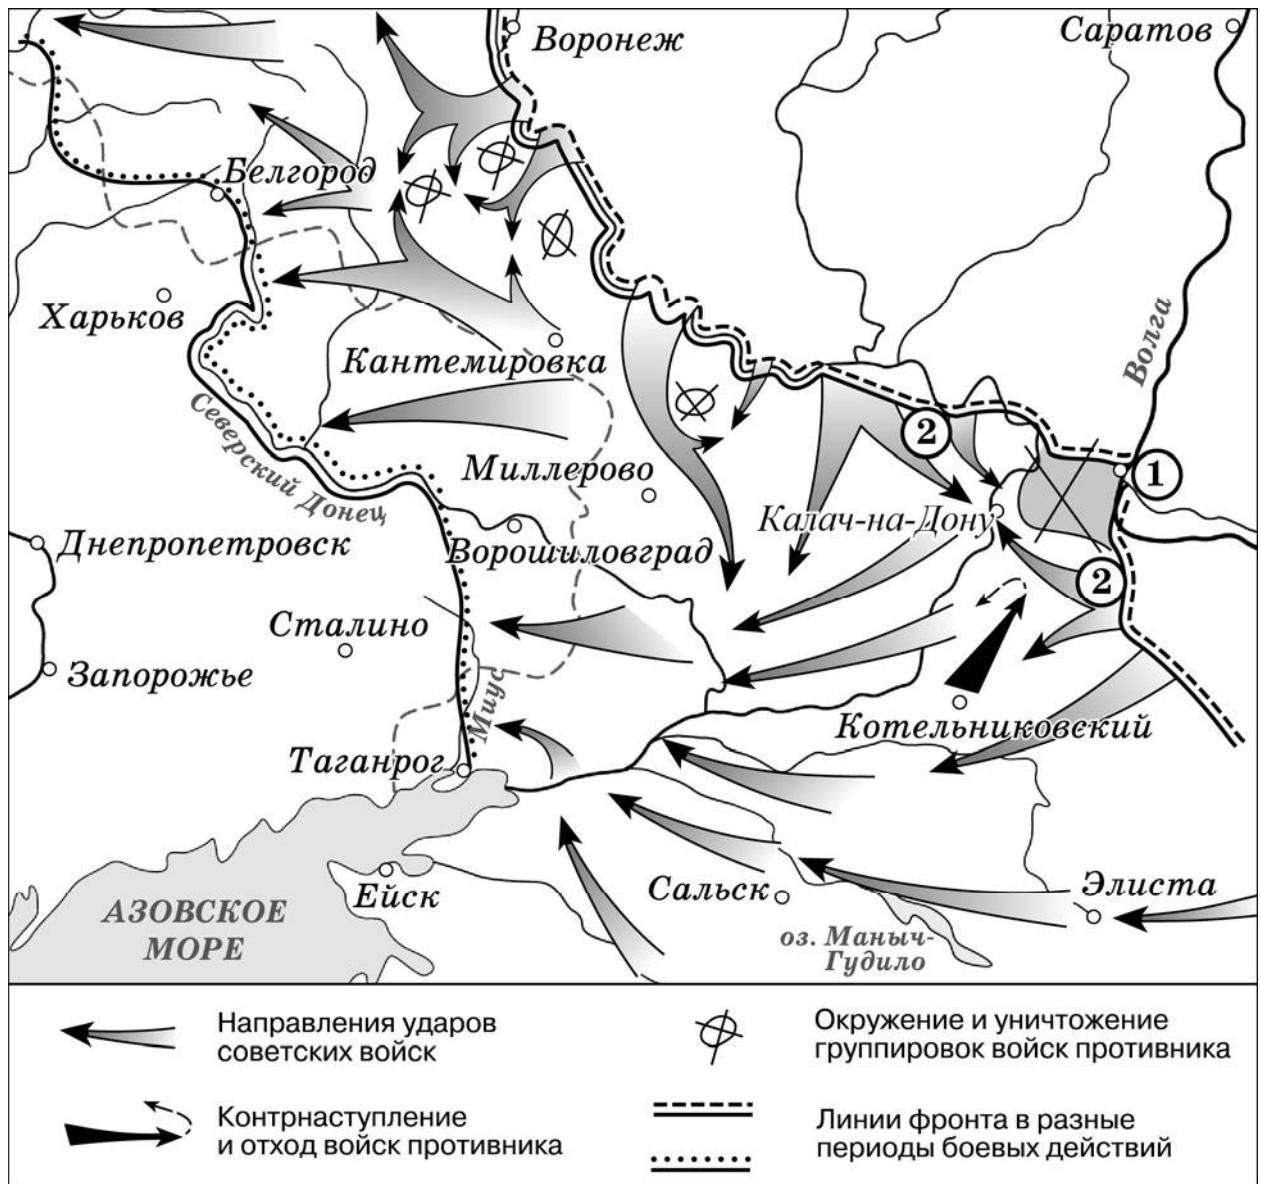 Воронеж
Саратов
Белгород
Волга
Харьков
Кантемировка
Северский Донец
2
1
Миллерово
Калач-на-Дону
Днепропетровск
Ворошиловград
2
Сталино
Запорожье
Миус
Котельниковский
Таганрог
Ейск
Сальск
Элиста
АЗОВСКОЕ
МОРЕ
оз. Маныч-
Гудило
Направления ударов
советских войск
Окружение и уничтожение
группировок войск противника
Контрнаступление
и отход войск противника
Линии фронта в разные
периоды боевых действий